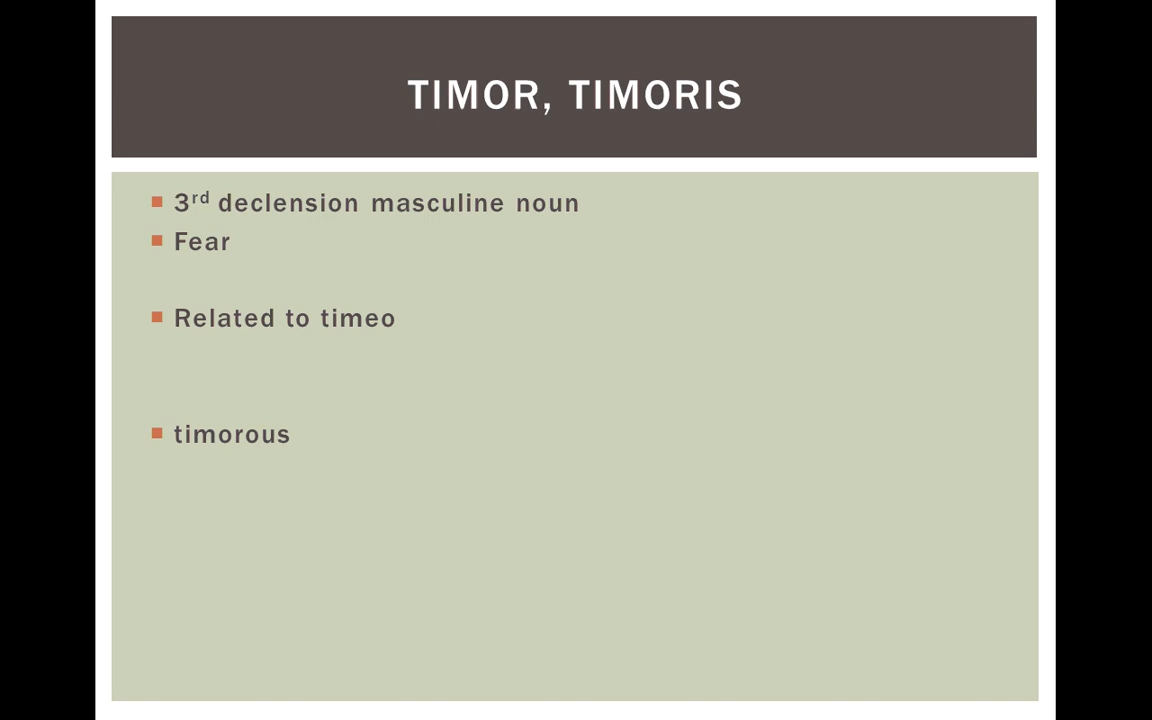 TIMOR, TIMORIS
3rd declension masculine noun
Fear
Related to timeo
timorous